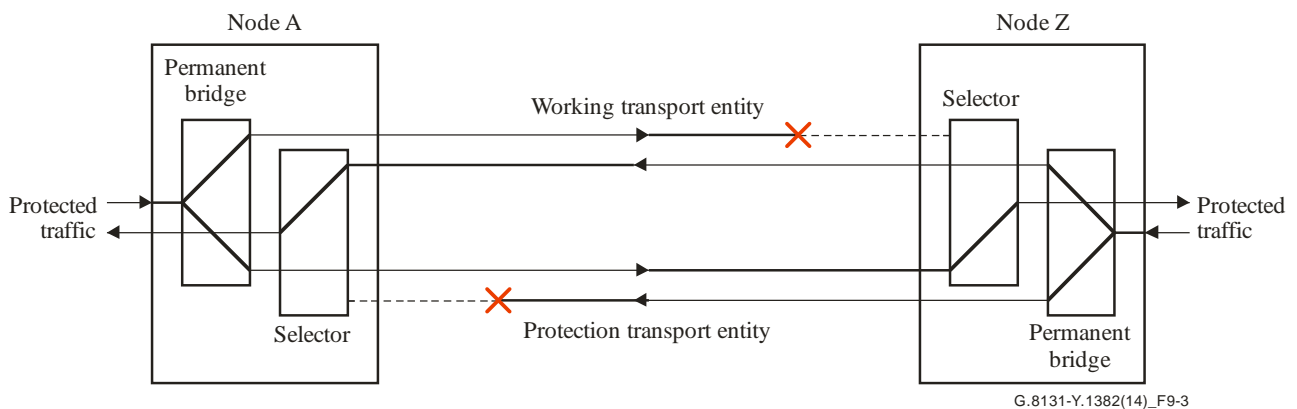 Node A
Node Z
Permanent
bridge
Working transport entity
Selector
Protected
traffic
Protected
traffic
Selector
Protection transport entity
Permanent
bridge
G.8131-Y.1382(14)_F9-3